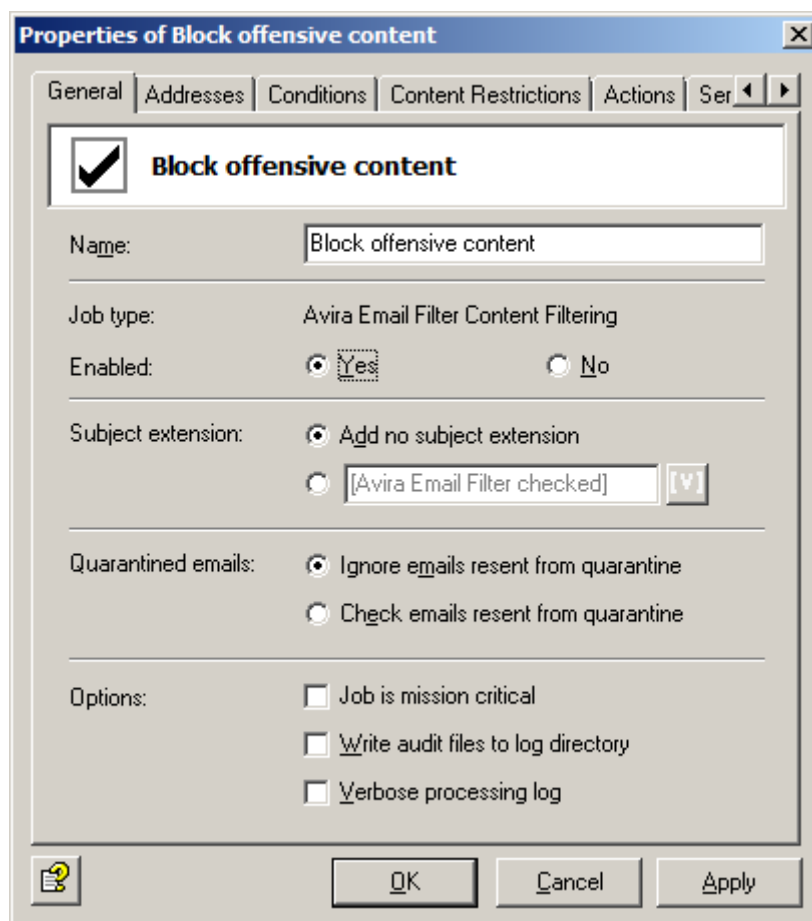 Properties of Block offensive content
General Addresses Conditions Content Restrictions Actions Ser
Block offensive content
Name: Block offensive content
Job type: Avira Email Filter Content Filtering
Enabled: Yes No
Subject extension: Add no subject extension
[Avira Email Filter checked] [V]
Quarantined emails: Ignore emails resent from quarantine
Check emails resent from quarantine
Options: Job is mission critical
Write audit files to log directory
Verbose processing log
OK Cancel Apply